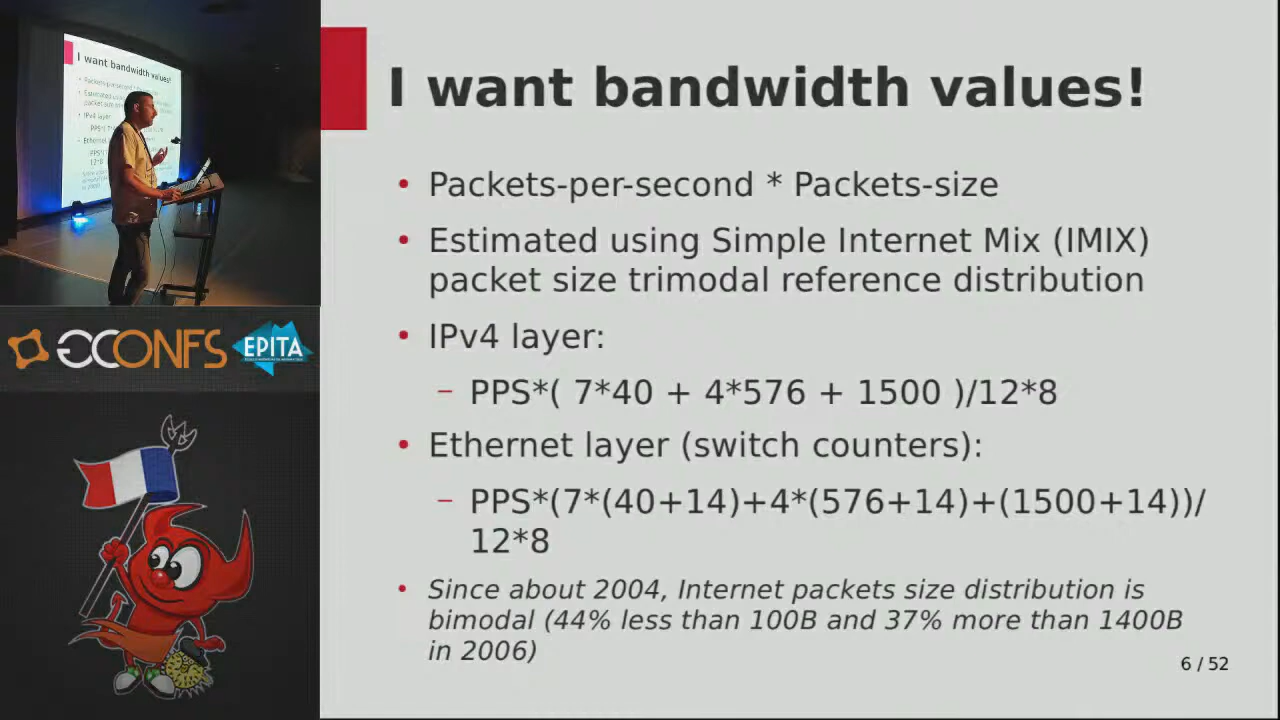 I want bandwidth values!
• Packets-per-second * Packets-size
• Estimated using Simple Internet Mix (IMIX)
packet size trimodal reference distribution
• IPv4 layer:
– PPS*( 7*40 + 4*576 + 1500 )/12*8
• Ethernet layer (switch counters):
– PPS*(7*(40+14)+4*(576+14)+(1500+14))/
12*8
• Since about 2004, Internet packets size distribution is
bimodal (44% less than 100B and 37% more than 1400B
in 2006)
6 / 52
I want bandwidth values!
GCONFS
EPITA